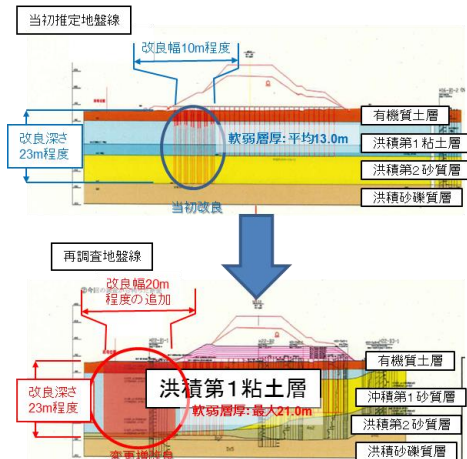 当初推定地盤線
改良幅10m程度
改良深さ
23m程度
軟弱層厚:平均13.0m
当初改良
有機質土層
洪積第1粘土層
洪積第2砂質層
洪積砂礫質層
再調査地盤線
改良幅20m
程度の追加
改良深さ
23m程度
洪積第1粘土層
軟弱層厚:最大21.0m
変更増改良
有機質土層
沖積第1砂質層
洪積第2砂質層
洪積砂礫質層